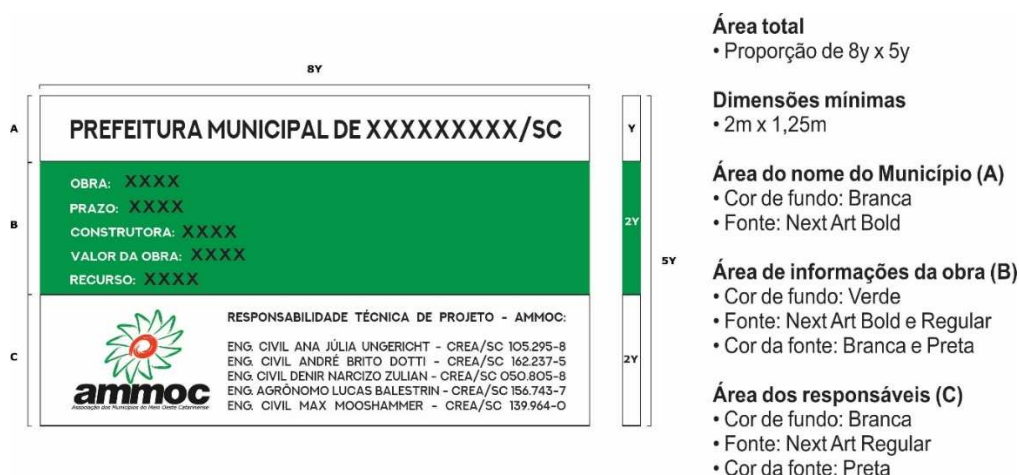 8Y
A
PREFEITURA MUNICIPAL DE XXXXXXXXX/SC
Y
B
OBRA: XXXX
PRAZO: XXXX
CONSTRUTORA: XXXX
VALOR DA OBRA: XXXX
RECURSO: XXXX
2Y
5Y
C
ammoc
Associação dos Municípios do Meio Oeste Catarinense
RESPONSABILIDADE TÉCNICA DE PROJETO - AMMOC:
ENG. CIVIL ANA JÚLIA UNGERICHT - CREA/SC 105.295-8
ENG. CIVIL ANDRÉ BRITO DOTTI - CREA/SC 162.237-5
ENG. CIVIL DENIR NARCIZO ZULIAN - CREA/SC 050.805-8
ENG. AGRÔNOMO LUCAS BALESTRIN - CREA/SC 156.743-7
ENG. CIVIL MAX MOOSHAMMER - CREA/SC 139.964-0
2Y
Área total
• Proporção de 8y x 5y
Dimensões mínimas
• 2m x 1,25m
Área do nome do Município (A)
• Cor de fundo: Branca
• Fonte: Next Art Bold
Área de informações da obra (B)
• Cor de fundo: Verde
• Fonte: Next Art Bold e Regular
• Cor da fonte: Branca e Preta
Área dos responsáveis (C)
• Cor de fundo: Branca
• Fonte: Next Art Regular
• Cor da fonte: Preta